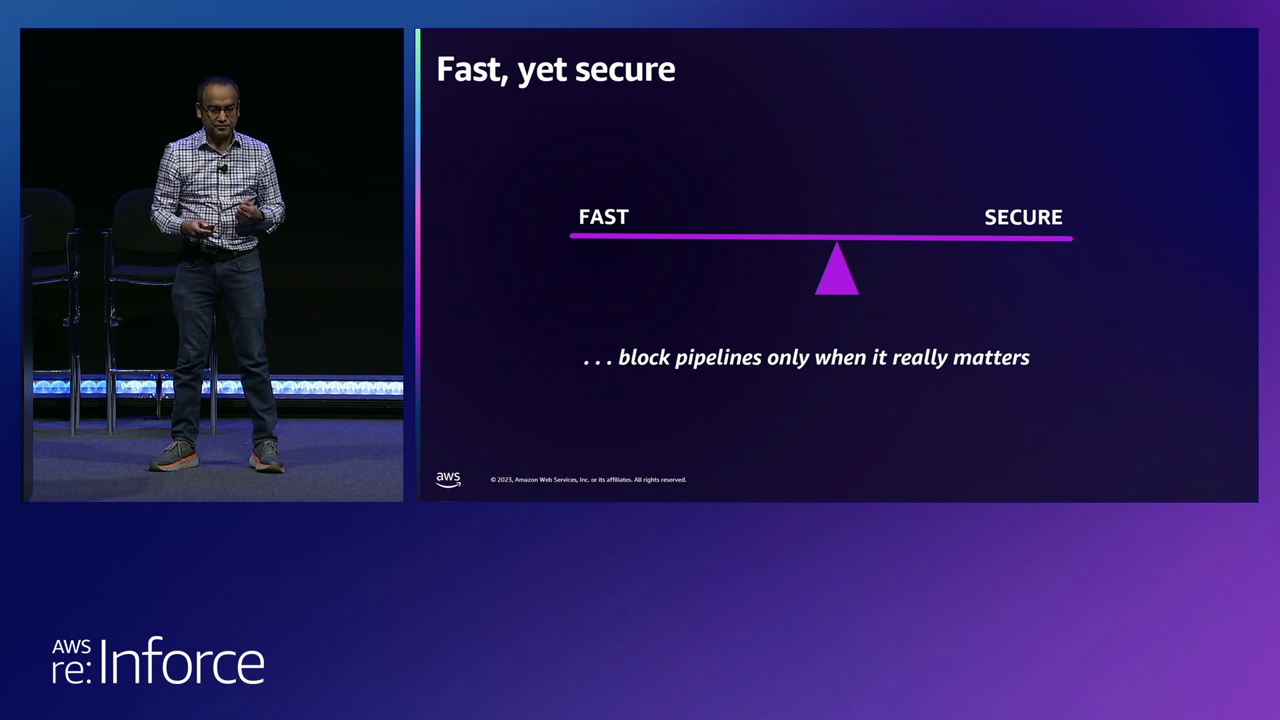 Fast, yet secure
FAST
SECURE
. . . block pipelines only when it really matters
aws
© 2023, Amazon Web Services, Inc. or its affiliates. All rights reserved.
AWS
re:Inforce